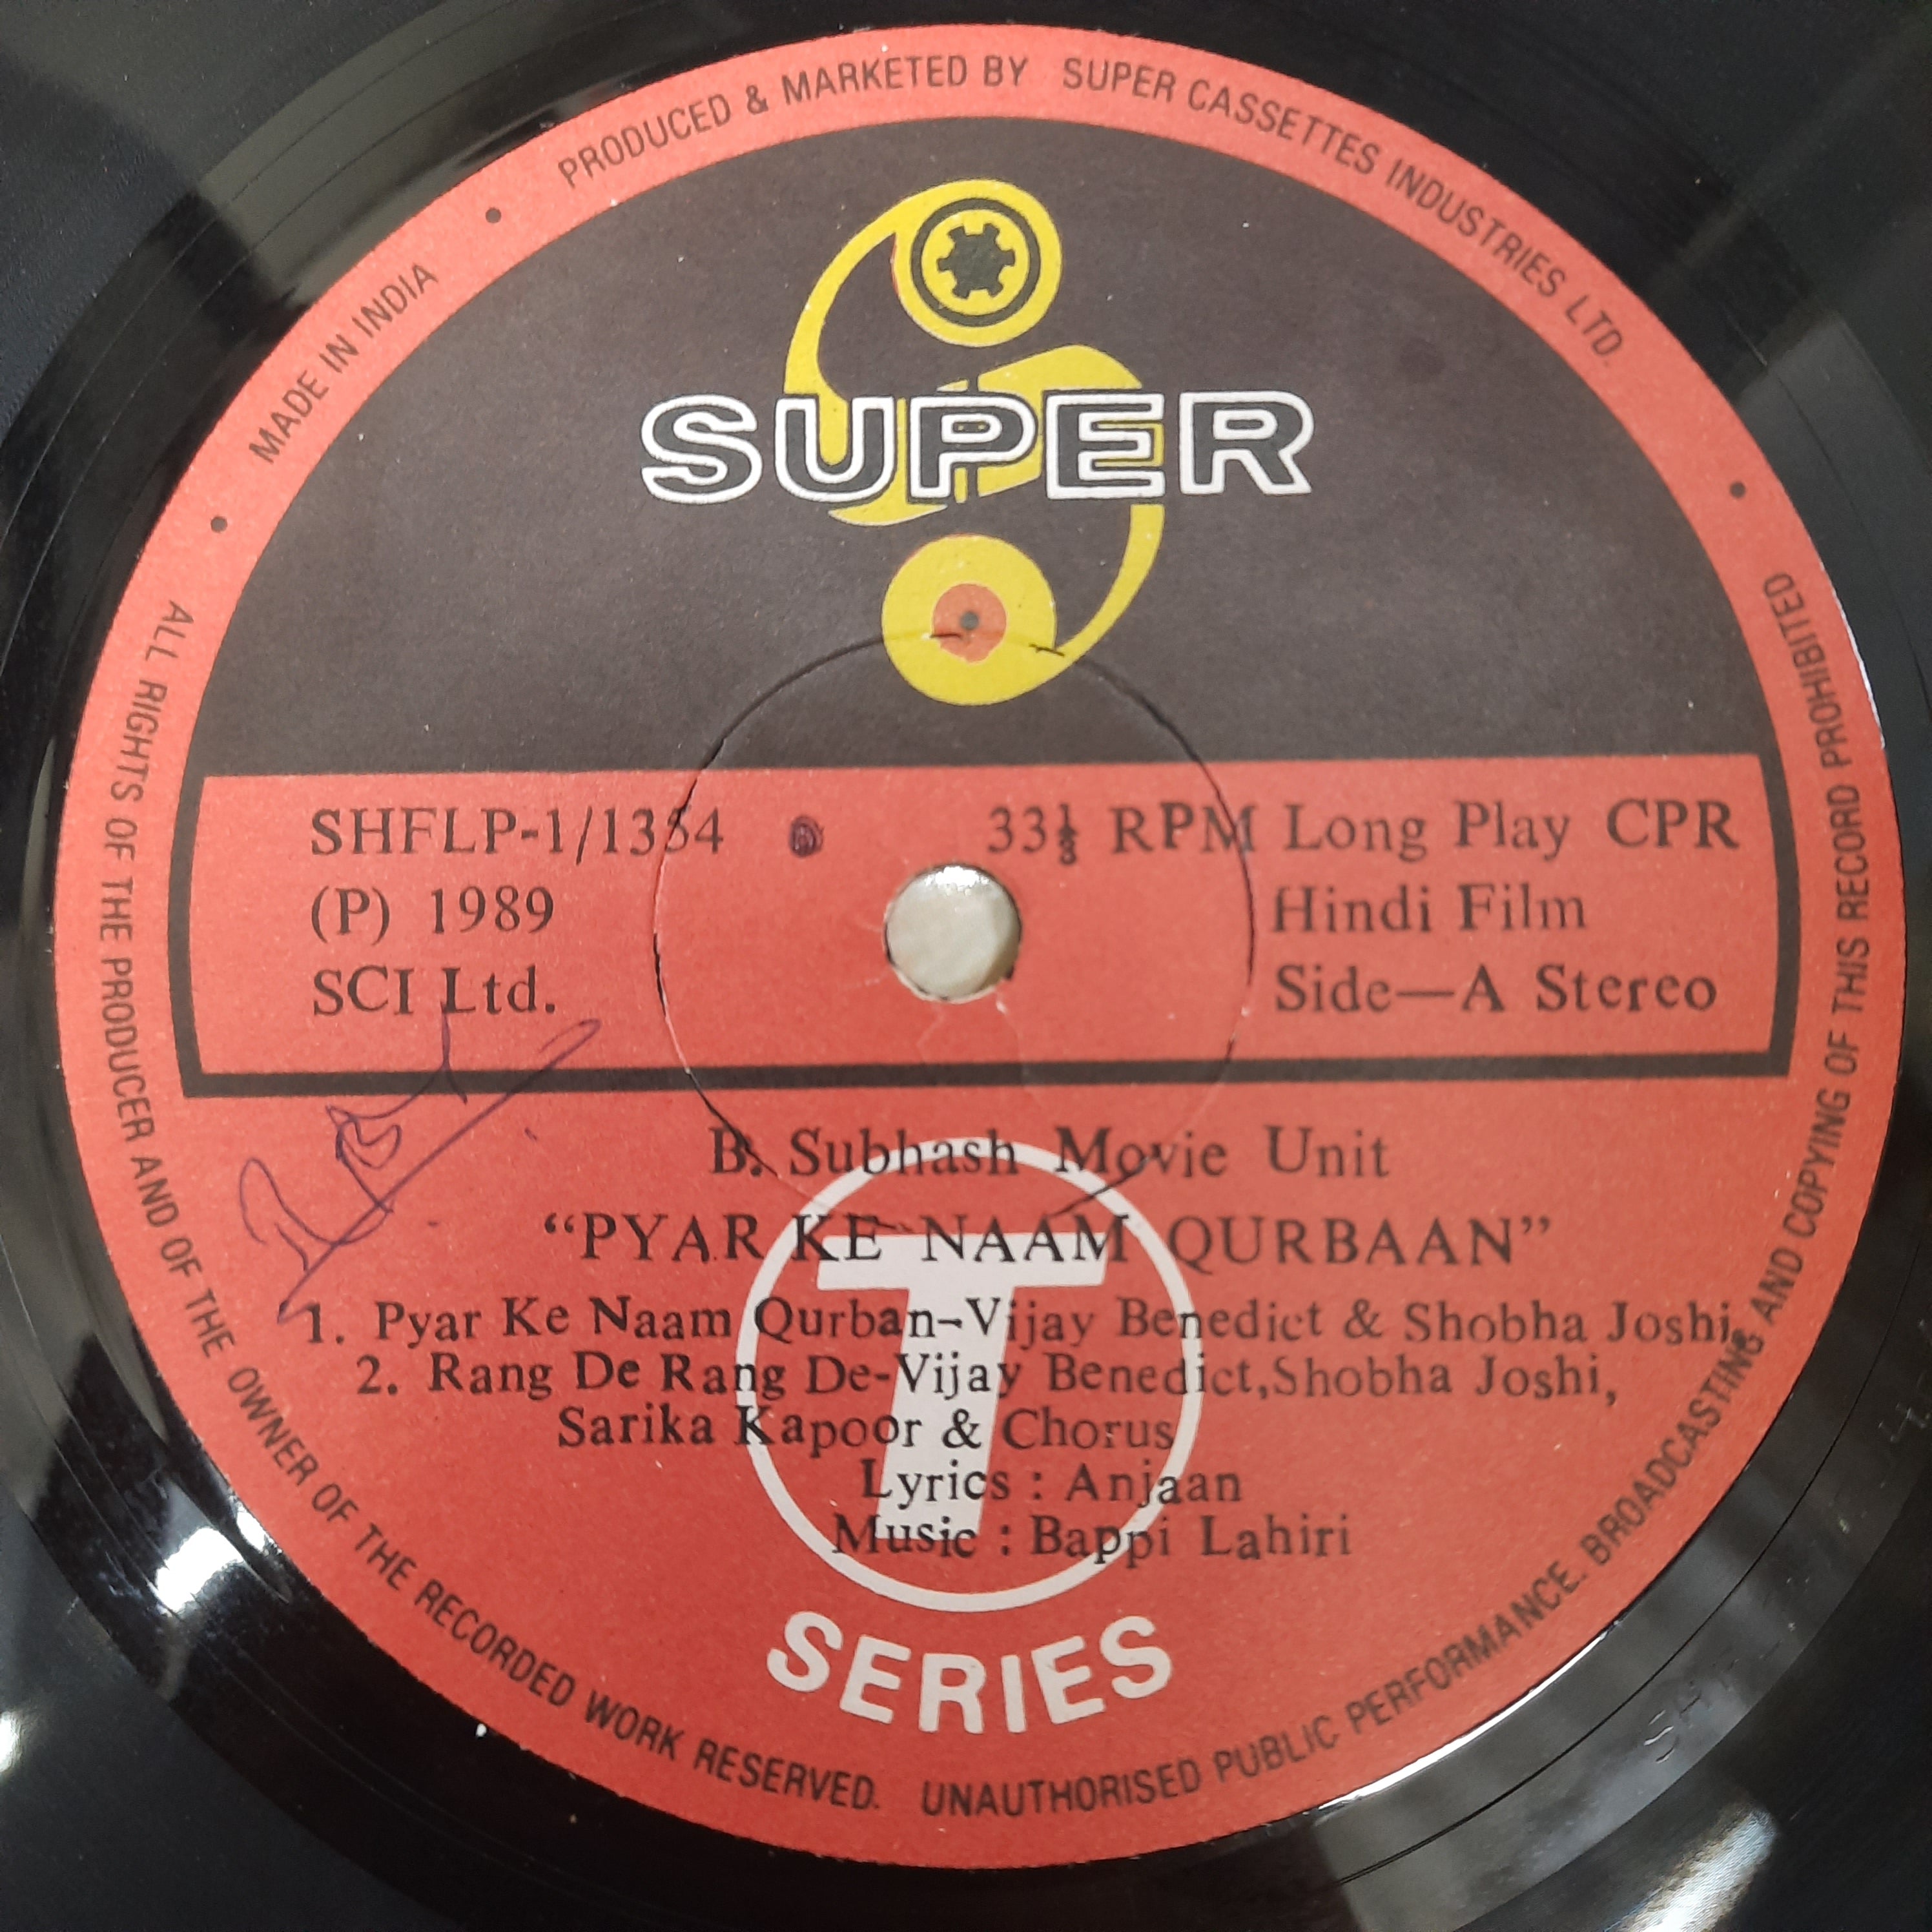 PRODUCED & MARKETED BY SUPER CASSETTES INDUSTRIES LTD.
MADE IN INDIA
SUPER
SHFLP-1/1354
33⅓ RPM Long Play CPR
(P) 1989
Hindi Film
SCI Ltd.
Side—A Stereo
B. Subhash Movie Unit
“PYAR KE NAAM QURBAAN”
1. Pyar Ke Naam Qurban-Vijay Benedict & Shobha Joshi,
2. Rang De Rang De-Vijay Benedict,Shobha Joshi,
Sarika Kapoor & Chorus
Lyrics : Anjaan
Music : Bappi Lahiri
T
SERIES
ALL RIGHTS OF THE PRODUCER AND OF THE OWNER OF THE RECORDED WORK RESERVED. UNAUTHORISED PUBLIC PERFORMANCE. BROADCASTING AND COPYING OF THIS RECORD PROHIBITED